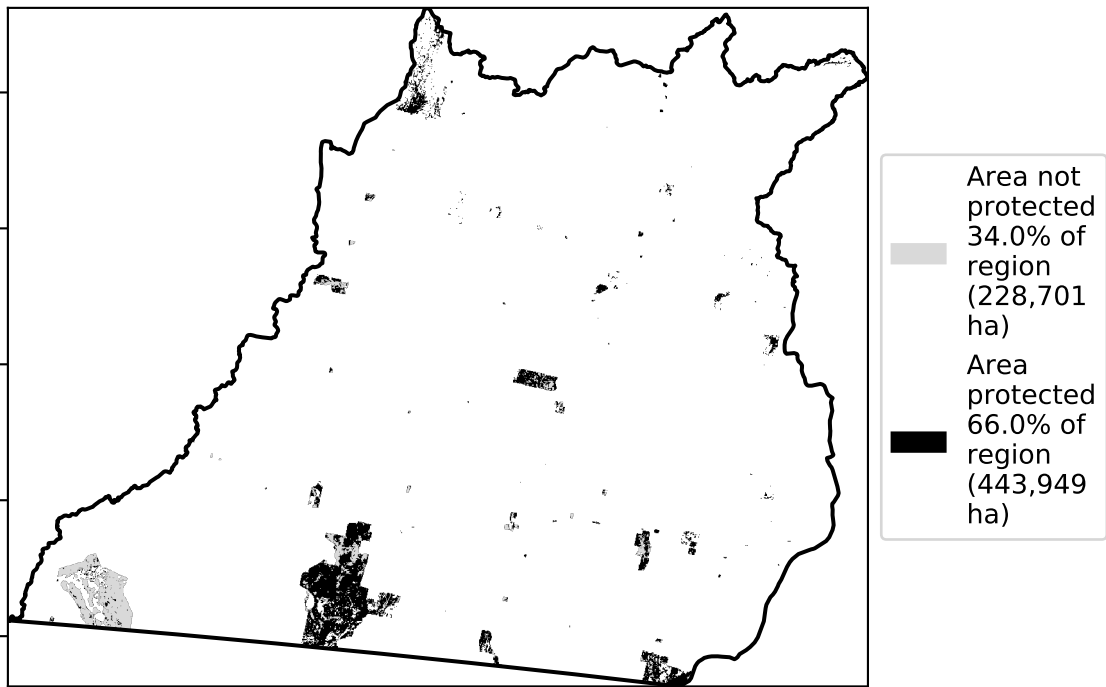 Area not
protected
34.0% of
region
(228,701
ha)
Area
protected
66.0% of
region
(443,949
ha)